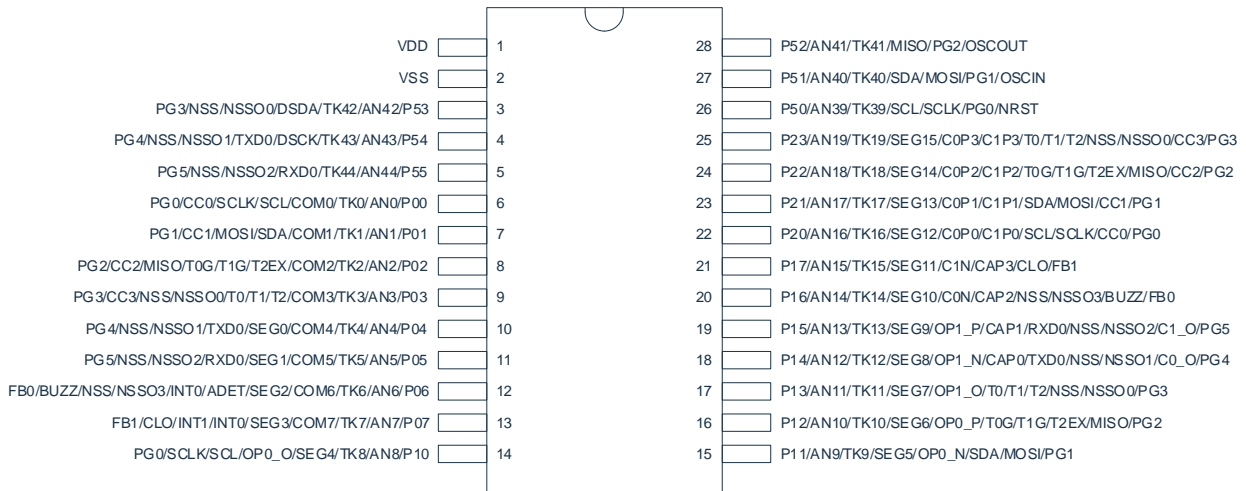 VDD 1 28 P52/AN41/TK41/MISO/PG2/OSCOUT
VSS 2 27 P51/AN40/TK40/SDA/MOSI/PG1/OSCIN
PG3/NSS/NSSO0/DSDA/TK42/AN42/P53 3 26 P50/AN39/TK39/SCL/SCLK/PG0/NRST
PG4/NSS/NSSO1/TXD0/DSCK/TK43/AN43/P54 4 25 P23/AN19/TK19/SEG15/C0P3/C1P3/T0/T1/T2/NSS/NSSO0/CC3/PG3
PG5/NSS/NSSO2/RXD0/TK44/AN44/P55 5 24 P22/AN18/TK18/SEG14/C0P2/C1P2/T0G/T1G/T2EX/MISO/CC2/PG2
PG0/CC0/SCLK/SCL/COM0/TK0/AN0/P00 6 23 P21/AN17/TK17/SEG13/C0P1/C1P1/SDA/MOSI/CC1/PG1
PG1/CC1/MOSI/SDA/COM1/TK1/AN1/P01 7 22 P20/AN16/TK16/SEG12/C0P0/C1P0/SCL/SCLK/CC0/PG0
PG2/CC2/MISO/T0G/T1G/T2EX/COM2/TK2/AN2/P02 8 21 P17/AN15/TK15/SEG11/C1N/CAP3/CLO/FB1
PG3/CC3/NSS/NSSO0/T0/T1/T2/COM3/TK3/AN3/P03 9 20 P16/AN14/TK14/SEG10/C0N/CAP2/NSS/NSSO3/BUZZ/FB0
PG4/NSS/NSSO1/TXD0/SEG0/COM4/TK4/AN4/P04 10 19 P15/AN13/TK13/SEG9/OP1_P/CAP1/RXD0/NSS/NSSO2/C1_O/PG5
PG5/NSS/NSSO2/RXD0/SEG1/COM5/TK5/AN5/P05 11 18 P14/AN12/TK12/SEG8/OP1_N/CAP0/TXD0/NSS/NSSO1/C0_O/PG4
FB0/BUZZ/NSS/NSSO3/INT0/ADET/SEG2/COM6/TK6/AN6/P06 12 17 P13/AN11/TK11/SEG7/OP1_O/T0/T1/T2/NSS/NSSO0/PG3
FB1/CLO/INT1/INT0/SEG3/COM7/TK7/AN7/P07 13 16 P12/AN10/TK10/SEG6/OP0_P/T0G/T1G/T2EX/MISO/PG2
PG0/SCLK/SCL/OP0_O/SEG4/TK8/AN8/P10 14 15 P11/AN9/TK9/SEG5/OP0_N/SDA/MOSI/PG1